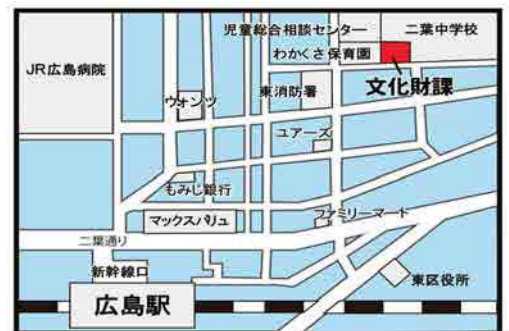 児童総合相談センター
二葉中学校
わかくさ保育園
JR広島病院
文化財課
ウォンツ
東消防署
ユアーズ
もみじ銀行
マックスバリュ
ファミリーマート
二葉通り
新幹線口
東区役所
広島駅